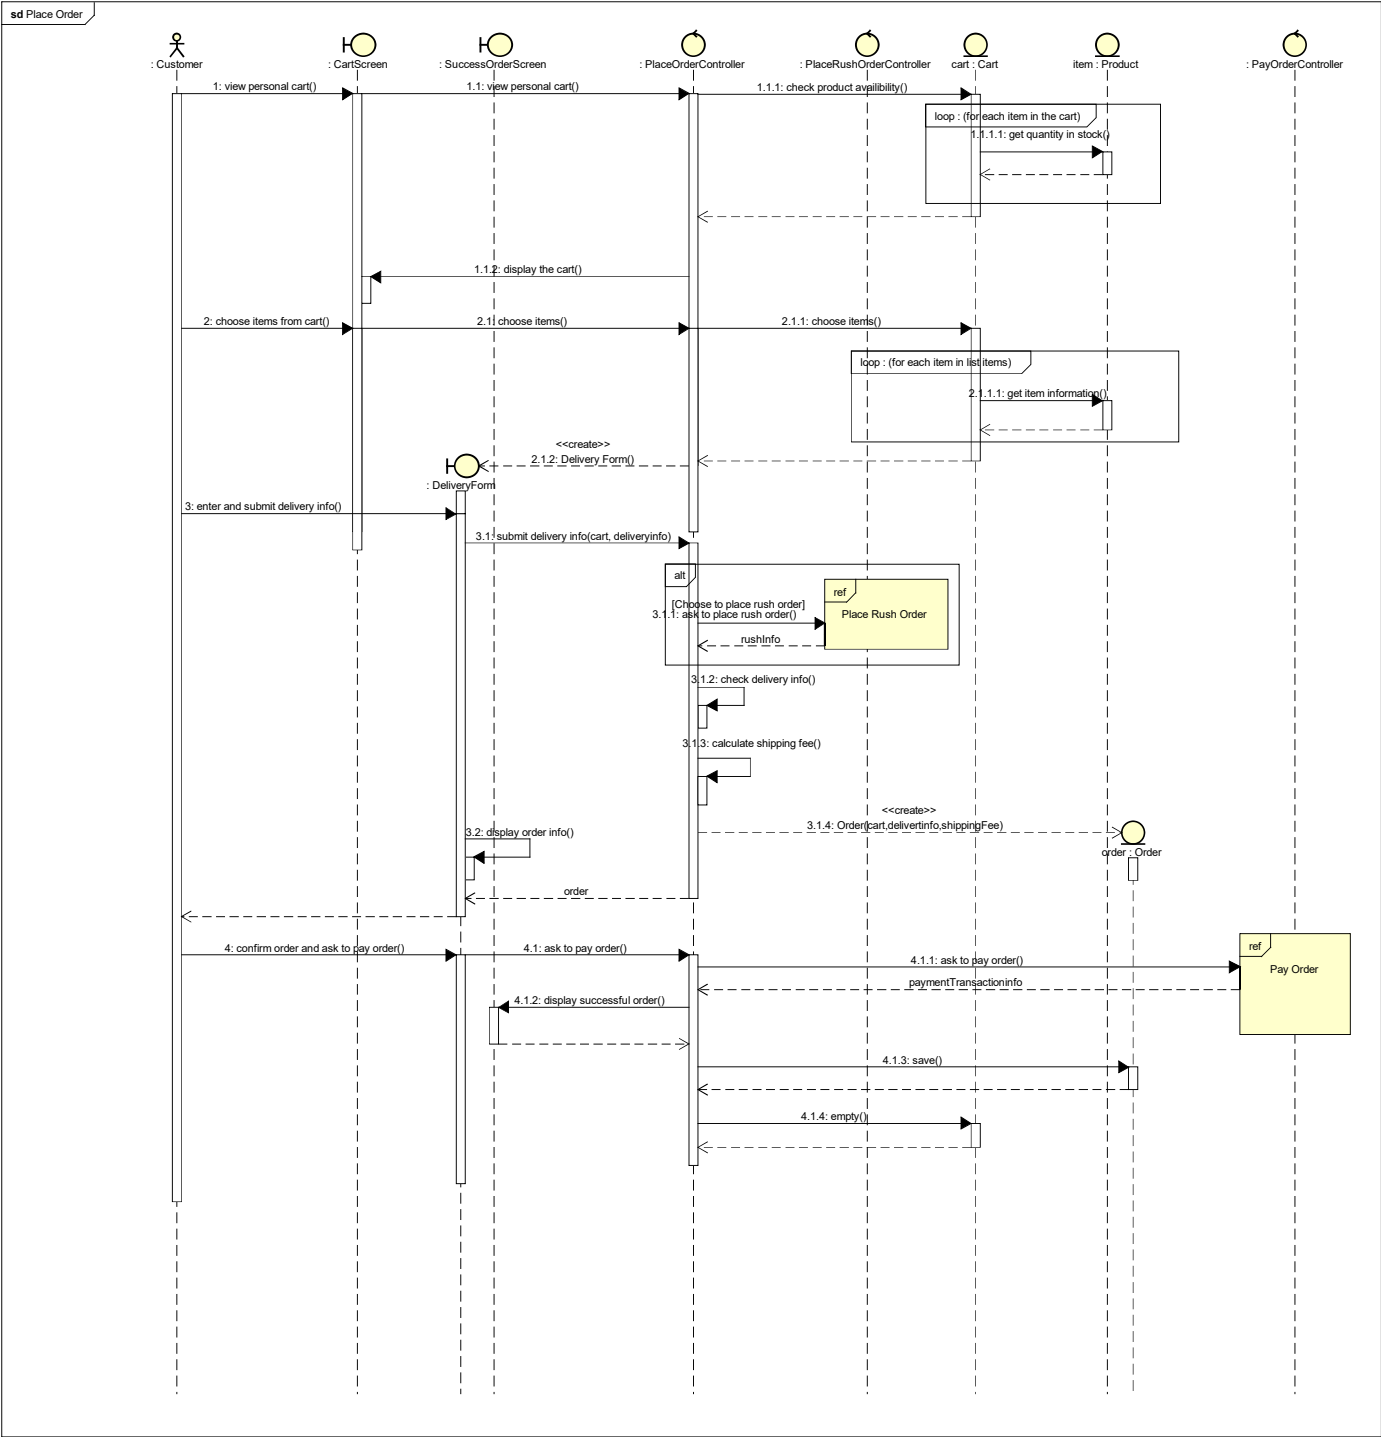 sd Place Order
: Customer
: CartScreen
: SuccessOrderScreen
: PlaceOrderController
: PlaceRushOrderController
cart : Cart
item : Product
: PayOrderController
1: view personal cart()
1.1: view personal cart()
1.1.1: check product availibility()
loop : (for each item in the cart)
1.1.1.1: get quantity in stock()
1.1.2: display the cart()
2: choose items from cart()
2.1: choose items()
2.1.1: choose items()
loop : (for each item in list items)
2.1.1.1: get item information()
<<create>>
2.1.2: Delivery Form()
: DeliveryForm
3: enter and submit delivery info()
3.1: submit delivery info(cart, deliveryinfo)
alt
ref
[Choose to place rush order]
3.1.1: ask to place rush order()
Place Rush Order
rushInfo
3.1.2: check delivery info()
3.1.3: calculate shipping fee()
<<create>>
3.1.4: Order(cart,delivertinfo,shippingFee)
3.2: display order info()
order : Order
order
4: confirm order and ask to pay order()
4.1: ask to pay order()
ref
4.1.1: ask to pay order()
Pay Order
paymentTransactioninfo
4.1.2: display successful order()
4.1.3: save()
4.1.4: empty()